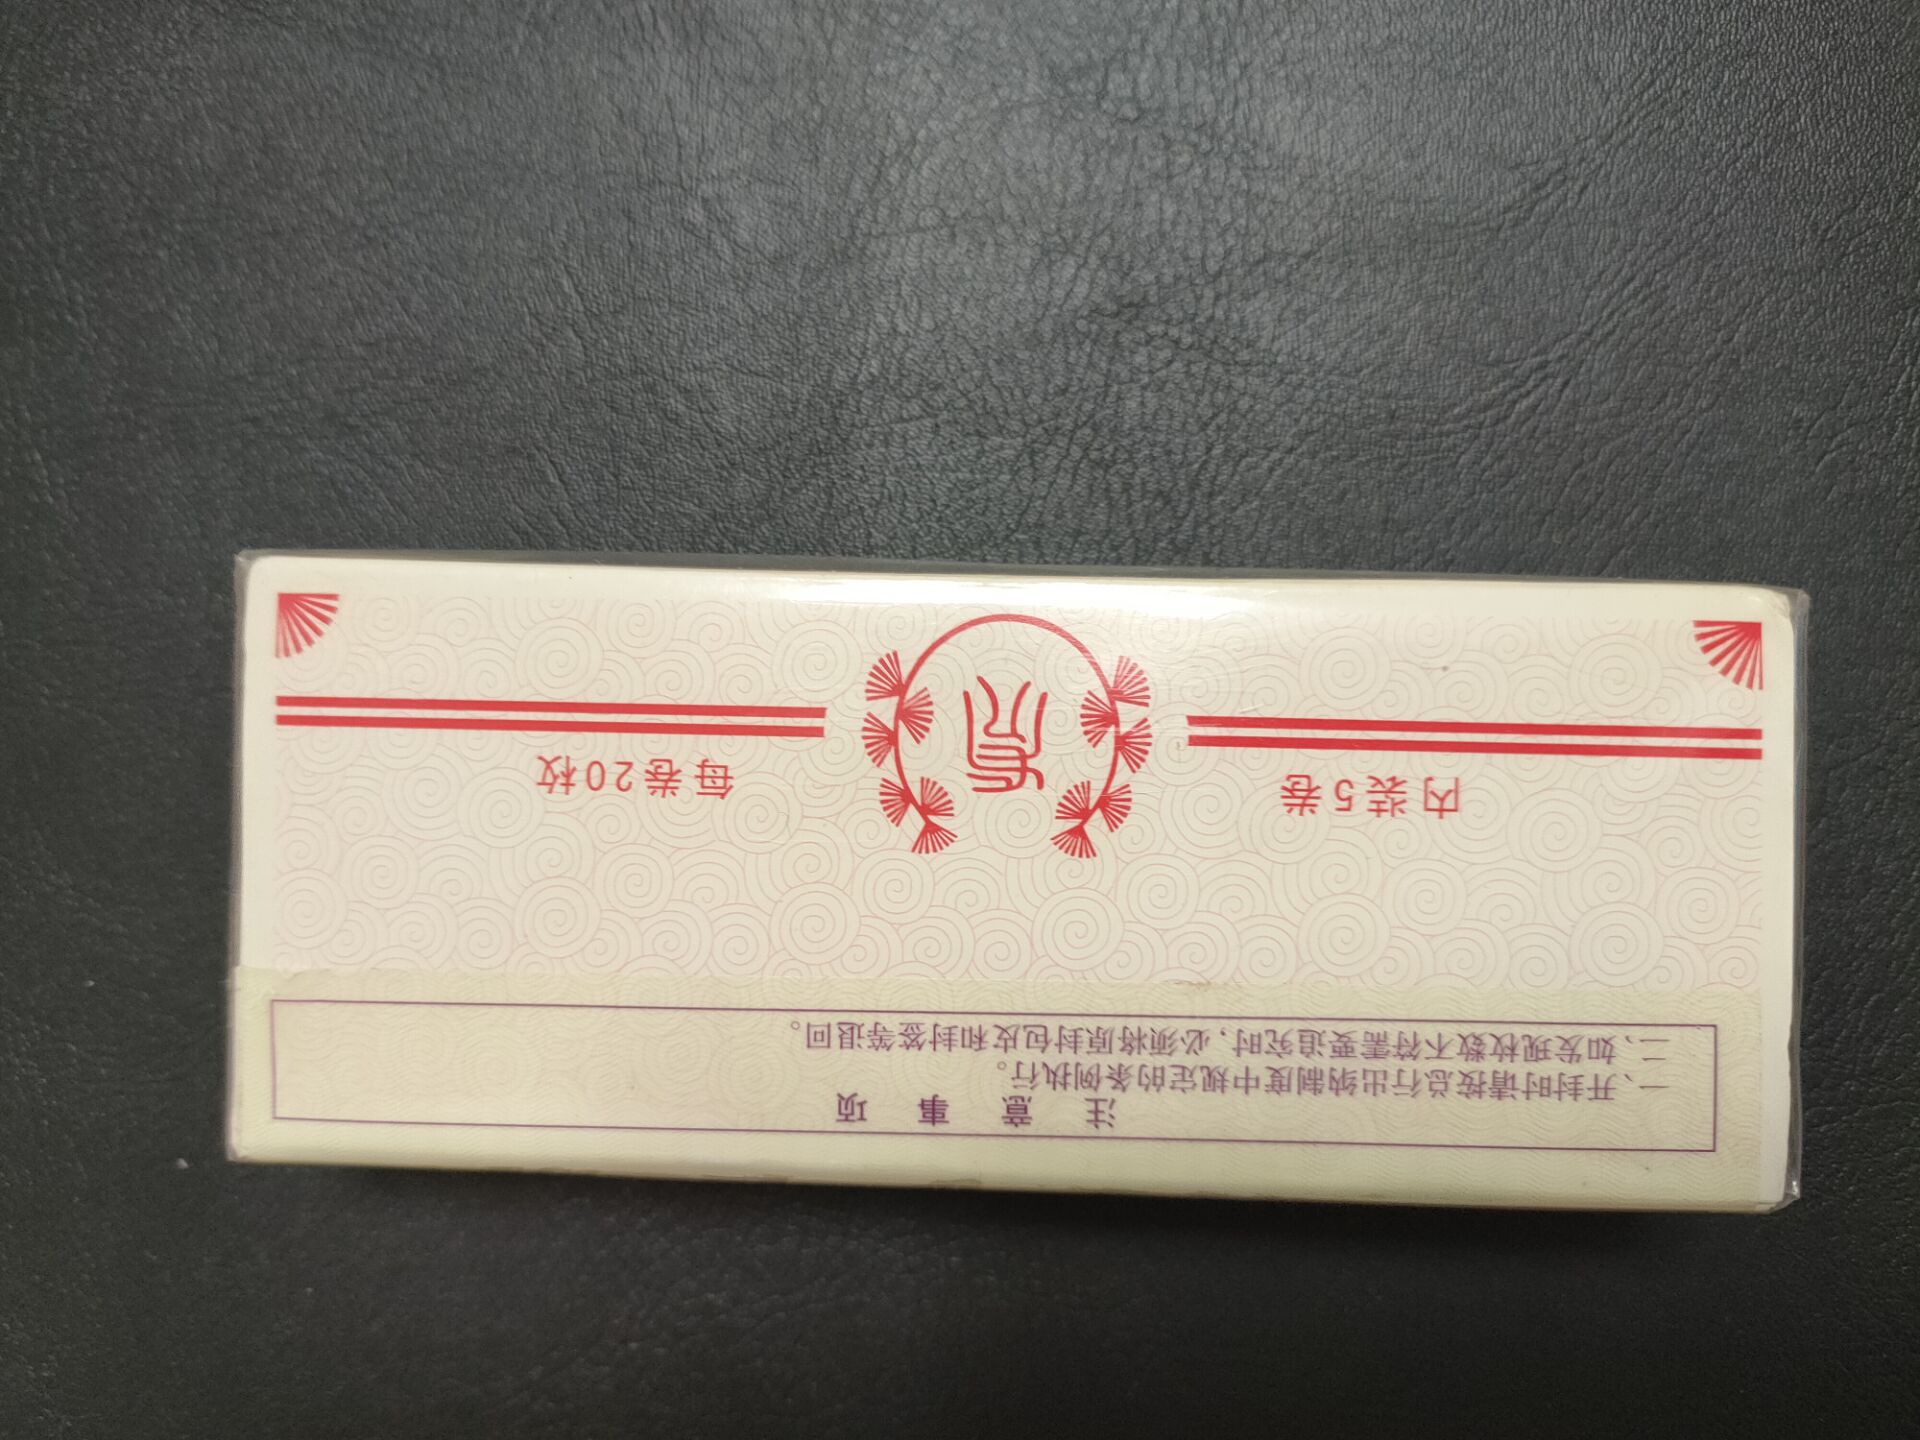 内装5卷 每卷20枚
注意事项
一、开封时请按总行出纳制度中规定的条例执行。
二、如发现枚数不符需要追究时，必须将原封包皮和封签等退回。